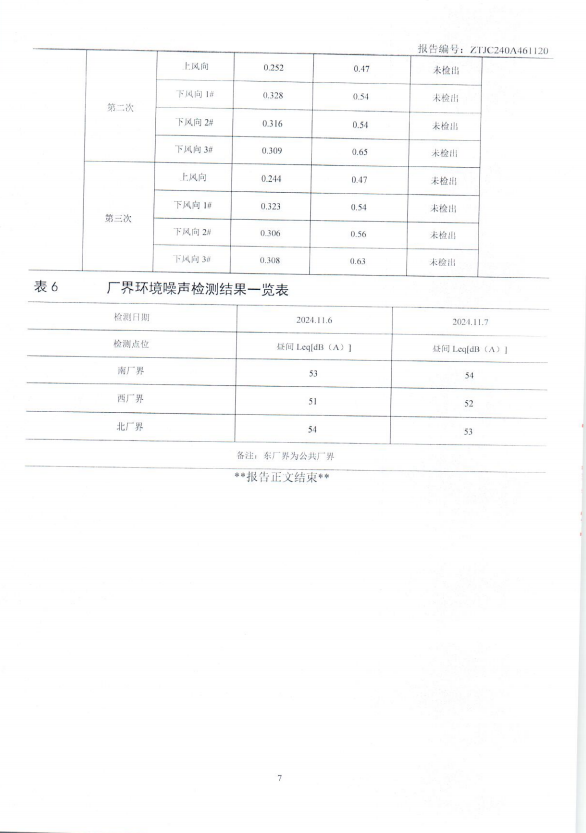 报告编号：ZTJC240A461120
第二次
上风向 0.252 0.47 未检出
下风向 1# 0.328 0.54 未检出
下风向 2# 0.316 0.54 未检出
下风向 3# 0.309 0.65 未检出
第三次
上风向 0.244 0.47 未检出
下风向 1# 0.323 0.54 未检出
下风向 2# 0.306 0.56 未检出
下风向 3# 0.308 0.63 未检出
表 6 厂界环境噪声检测结果一览表
检测日期 2024.11.6 2024.11.7
检测点位 昼间 Leq[dB（A）] 昼间 Leq[dB（A）]
南厂界 53 54
西厂界 51 52
北厂界 54 53
备注：东厂界为公共厂界
**报告正文结束**
7